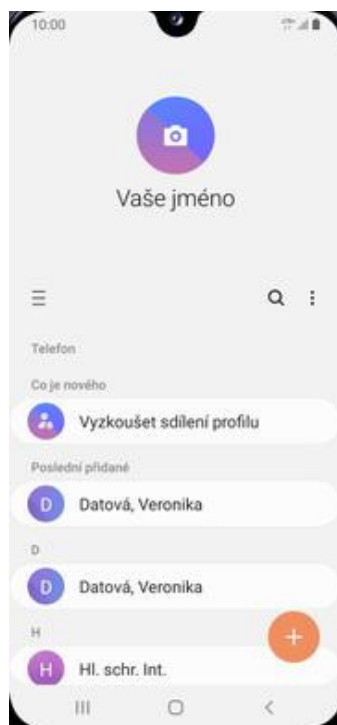 10:00
Vaše jméno
Telefon
Co je nového
Vyzkoušet sdílení profilu
Poslední přidané
D Datová, Veronika
D
D Datová, Veronika
H
H Hl. schr. Int.